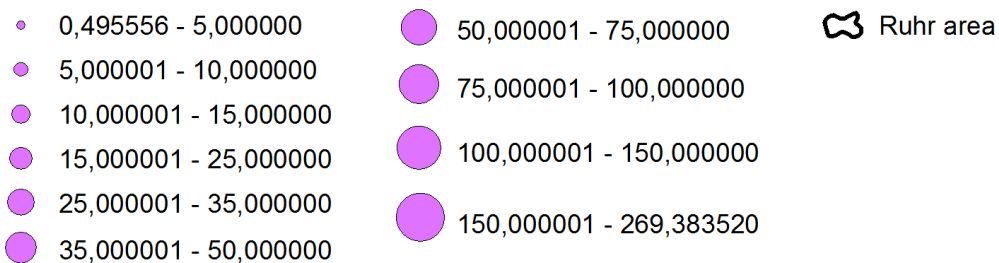 0,495556 - 5,000000
5,000001 - 10,000000
10,000001 - 15,000000
15,000001 - 25,000000
25,000001 - 35,000000
35,000001 - 50,000000
50,000001 - 75,000000
75,000001 - 100,000000
100,000001 - 150,000000
150,000001 - 269,383520
Ruhr area